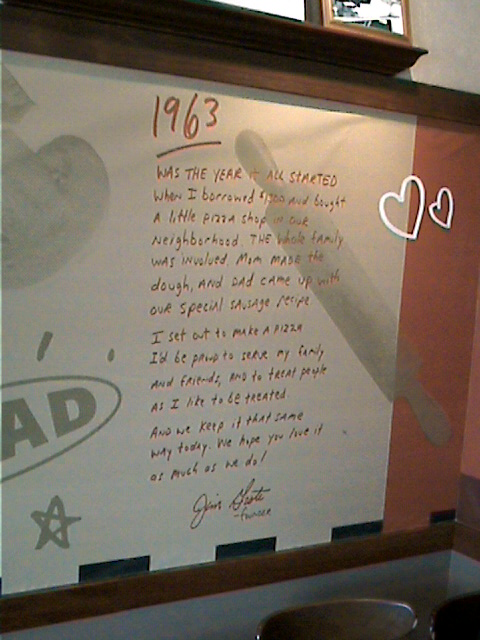 1963
WAS THE YEAR it ALL STARTED
when I borrowed $1300 and bought
A little pizza shop in our
Neighborhood. THE whole family
WAS INVOLVED. MOM MADE the
dough, AND DAD CAME UP with
OUR SPECIAL SAUSAGE recipe
I SET OUT TO MAKE A PIZZA
I'd BE PROUD to SERVE MY family
AND friends, AND to TREAT PEOPLE
AS I LIKE to BE TREATED.
AND WE KEEP it that SAME
WAY today. WE HOPE you love it
as much as we do!
Jim Grote
-founder
AD